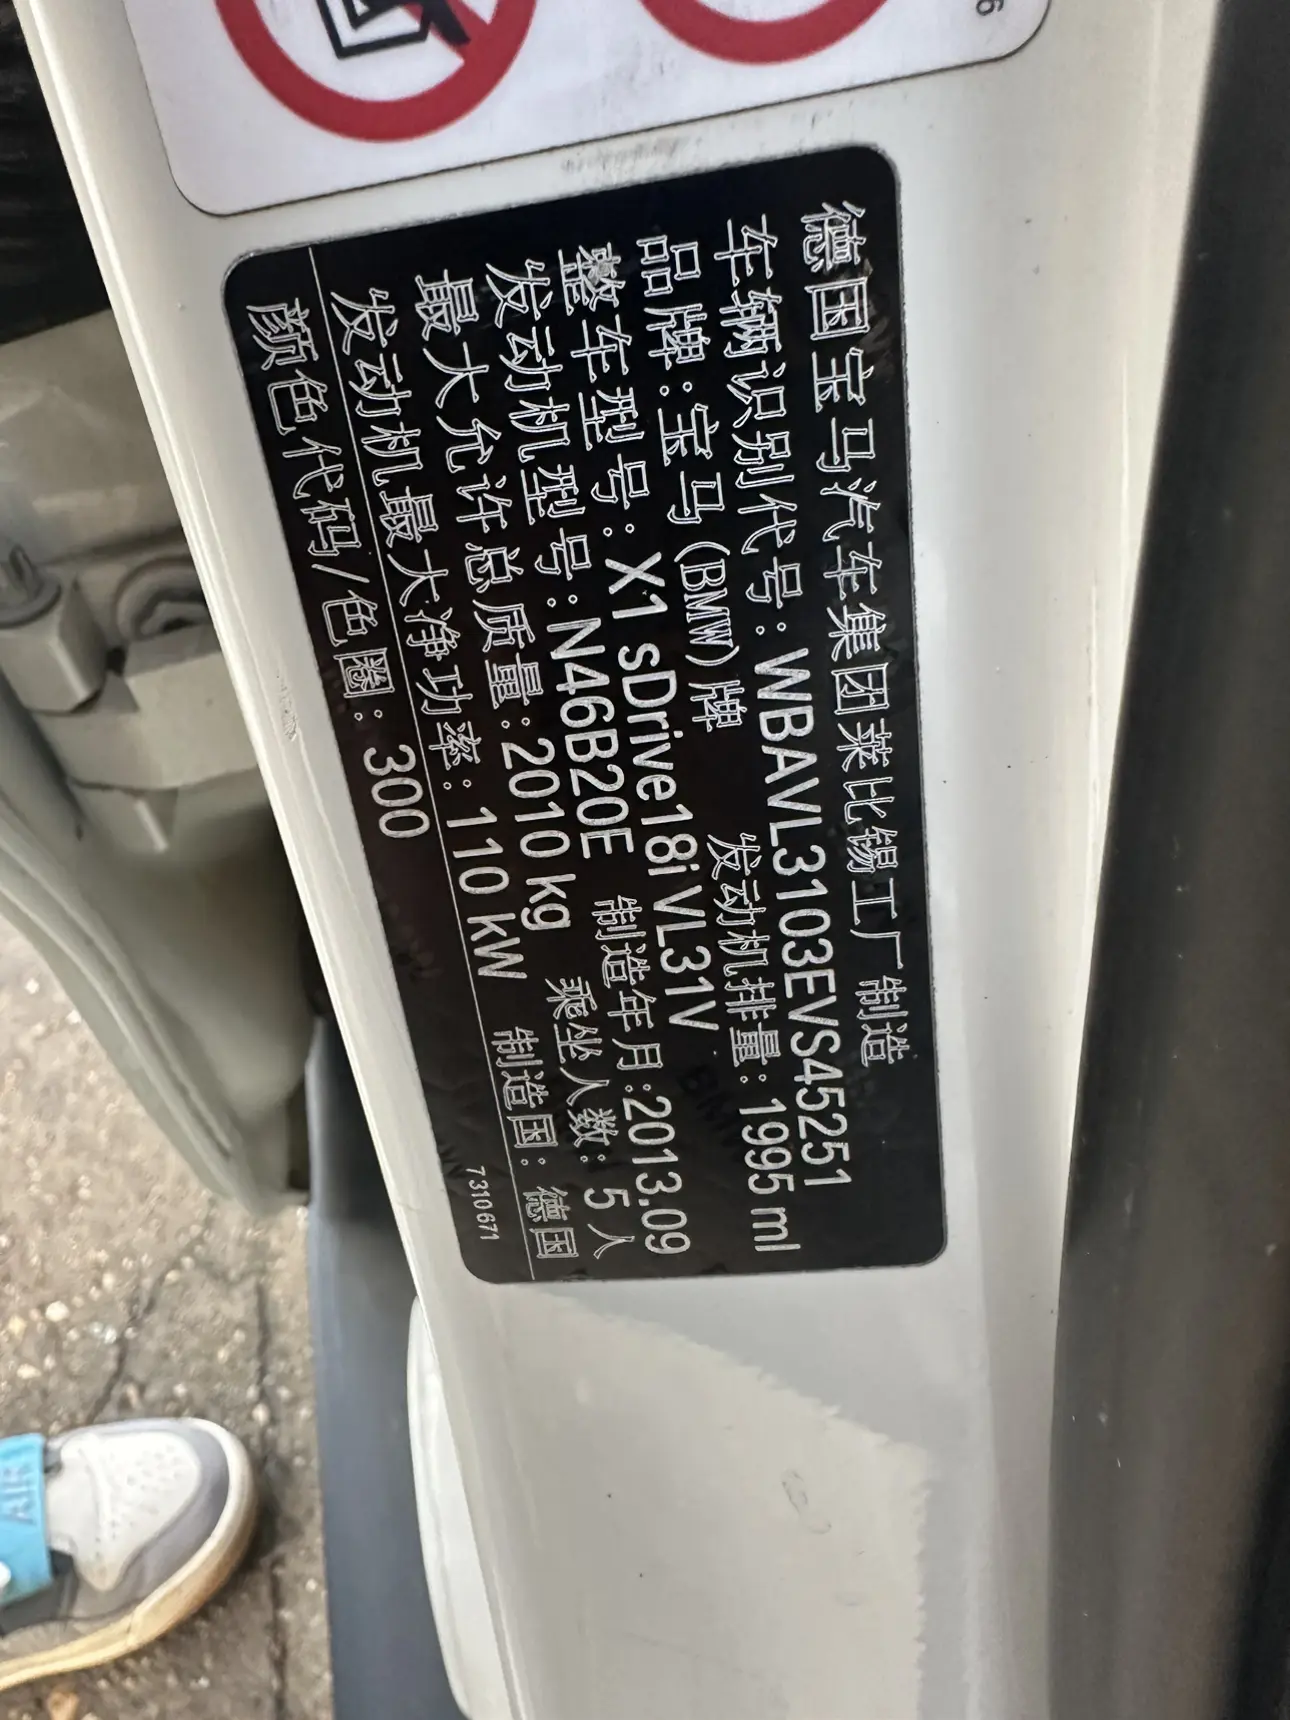 6
德国宝马汽车集团莱比锡工厂制造
车辆识别代号：WBAVL3103EVS45251
品牌：宝马(BMW)牌 发动机排量：1995 ml
整车型号：X1 sDrive18i VL31V
发动机型号：N46B20E 制造年月：2013.09
最大允许总质量：2010 kg 乘坐人数：5 人
发动机最大净功率：110 kW 制造国：德国
颜色代码/色圈：300 7310671
AIR